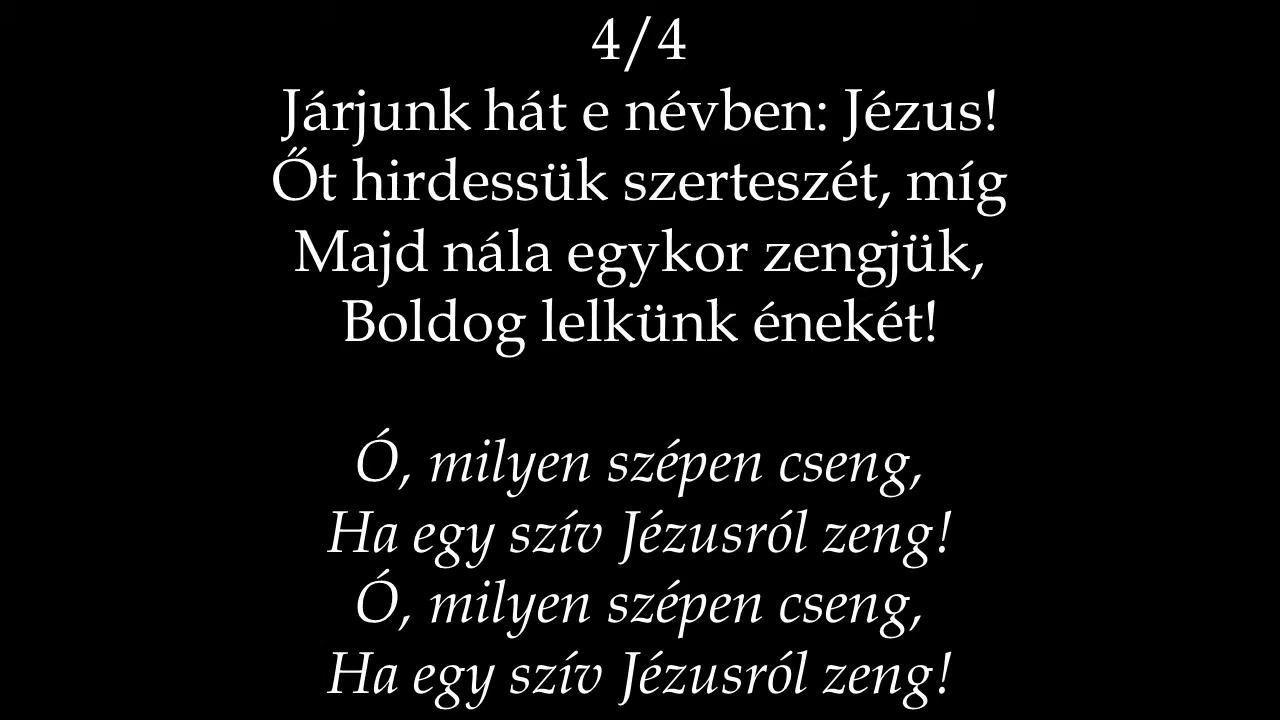 4/4
Járjunk hát e névben: Jézus!
Őt hirdessük szerteszét, míg
Majd nála egykor zengjük,
Boldog lelkünk énekét!
Ó, milyen szépen cseng,
Ha egy szív Jézusról zeng!
Ó, milyen szépen cseng,
Ha egy szív Jézusról zeng!